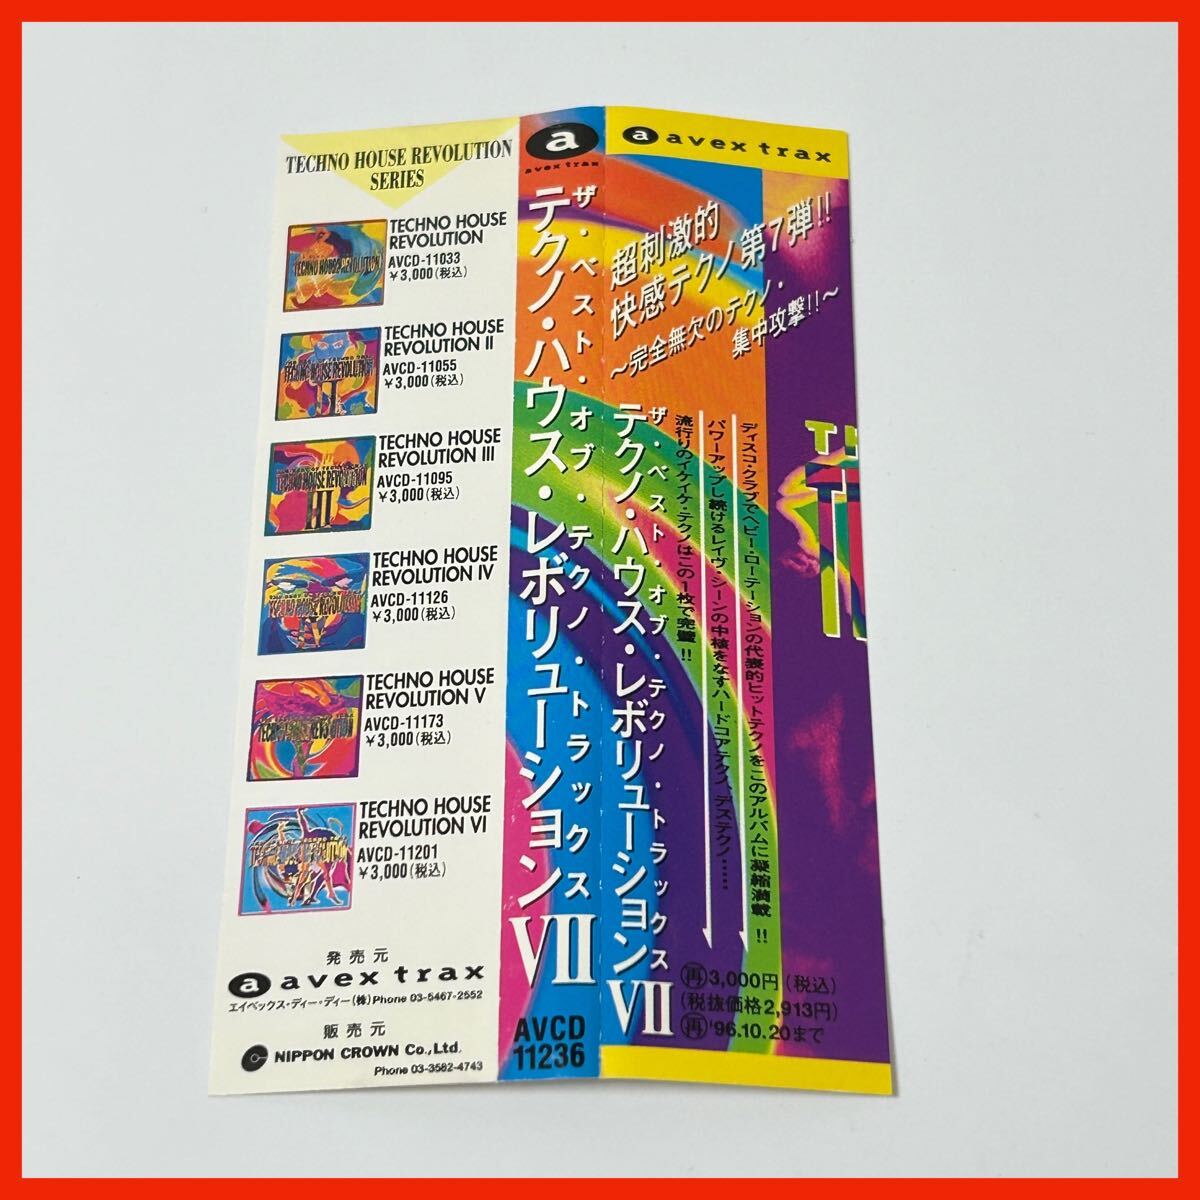 TECHNO HOUSE REVOLUTION
SERIES
TECHNO HOUSE
REVOLUTION
AVCD-11033
¥3,000(税込)
TECHNO HOUSE REVOLUTION
TECHNO HOUSE
REVOLUTION II
AVCD-11055
¥3,000(税込)
TECHNO HOUSE REVOLUTION
TECHNO HOUSE
REVOLUTION III
AVCD-11095
¥3,000(税込)
TECHNO HOUSE REVOLUTION
III
TECHNO HOUSE
REVOLUTION IV
AVCD-11126
¥3,000(税込)
TECHNO HOUSE REVOLUTION
TECHNO HOUSE
REVOLUTION V
AVCD-11173
¥3,000(税込)
TECHNO HOUSE
REVOLUTION VI
AVCD-11201
¥3,000(税込)
発売元
a avex trax
エイベックス・ディー・ディー(株)Phone 03-5467-2552
販売元
NIPPON CROWN Co.,Ltd.
Phone 03-3582-4743
a
avex trax
ザ・ベスト・オブ・テクノ・トラックス
テクノ・ハウス・レボリューション VII
AVCD
11236
a avex trax
超刺激的
快感テクノ第7弾!!
〜完全無欠のテクノ・
集中攻撃!!〜
ディスコ・クラブでヘビー・ローテーションの代表的ヒットテクノをこのアルバムに凝縮満載!!
パワーアップし続けるレイヴ・シーンの中核をなすハードコアテクノ、デステクノ……
流行りのイケイケ・テクノはこの1枚で完璧!!
ザ・ベスト・オブ・テクノ・トラックス
テクノ・ハウス・レボリューション VII
再3,000円(税込)
(税抜価格2,913円)
再'96.10.20まで